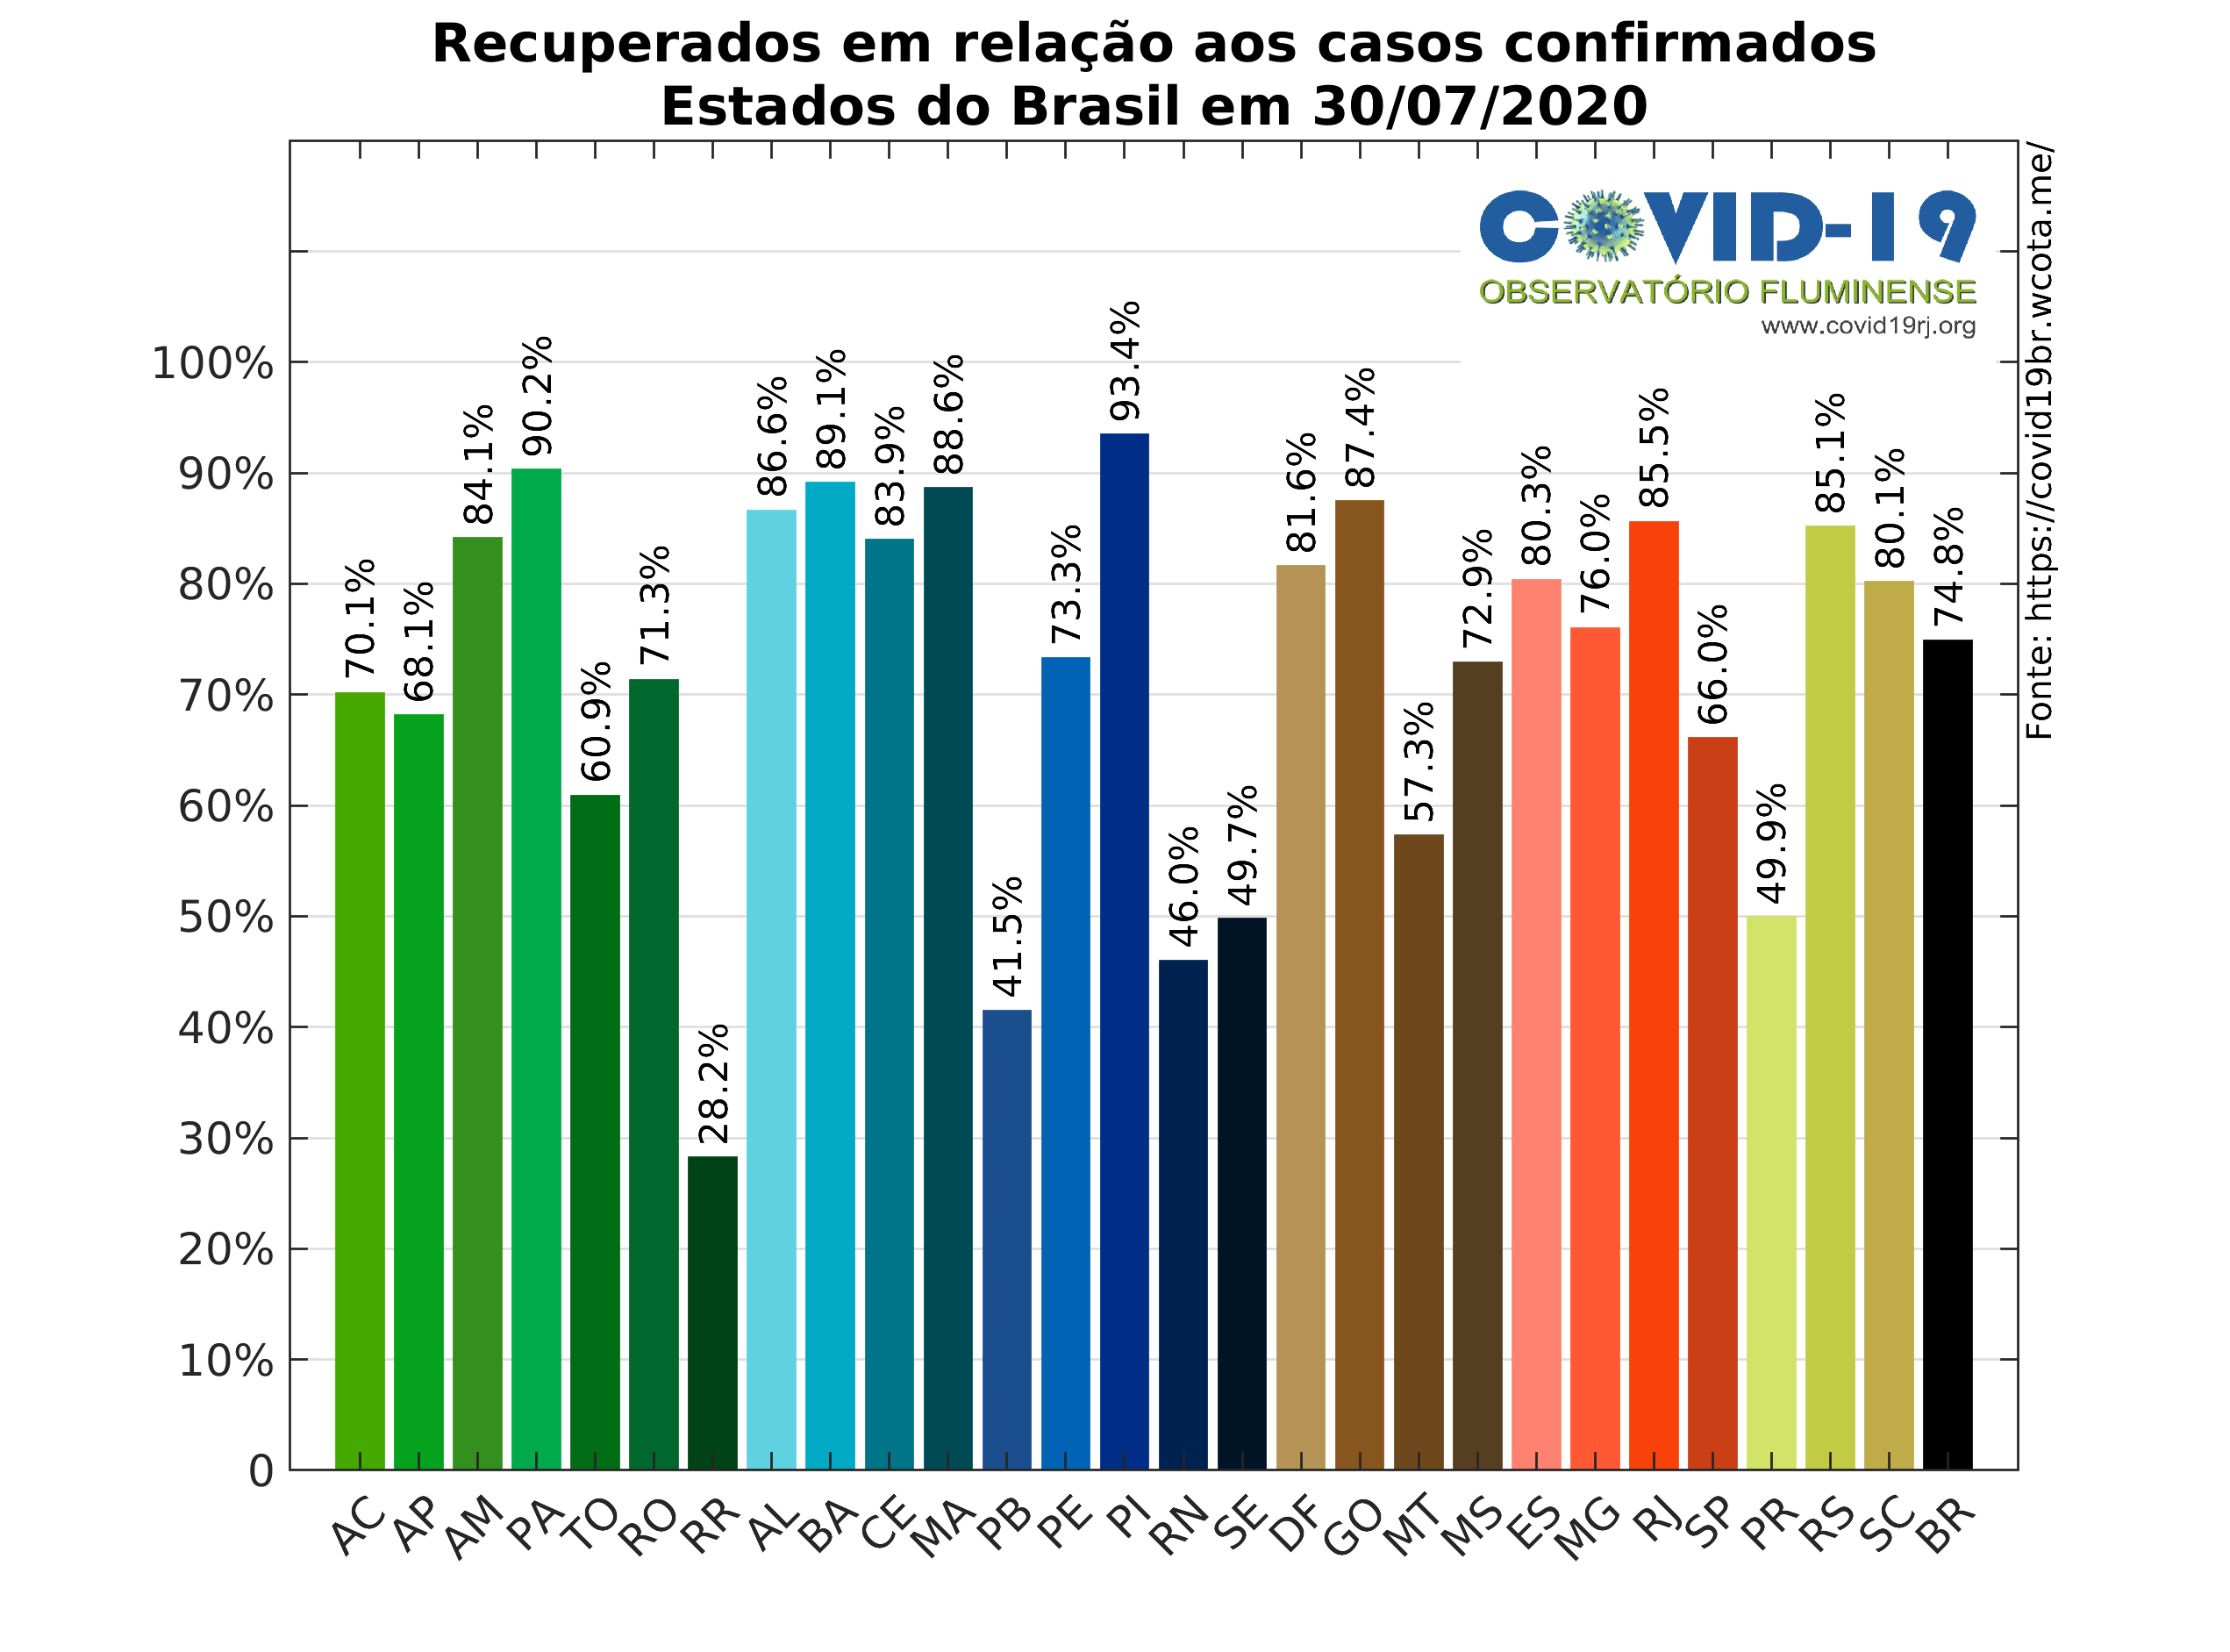 Recuperados em relação aos casos confirmados
Estados do Brasil em 30/07/2020
COVID-19
OBSERVATÓRIO FLUMINENSE
www.covid19rj.org
Fonte: https://covid19br.wcota.me/
100%
90%
80%
70%
60%
50%
40%
30%
20%
10%
0
70.1%
68.1%
84.1%
90.2%
60.9%
71.3%
28.2%
86.6%
89.1%
83.9%
88.6%
41.5%
73.3%
93.4%
46.0%
49.7%
81.6%
87.4%
57.3%
72.9%
80.3%
76.0%
85.5%
66.0%
49.9%
85.1%
80.1%
74.8%
AC
AP
AM
PA
TO
RO
RR
AL
BA
CE
MA
PB
PE
PI
RN
SE
DF
GO
MT
MS
ES
MG
RJ
SP
PR
RS
SC
BR